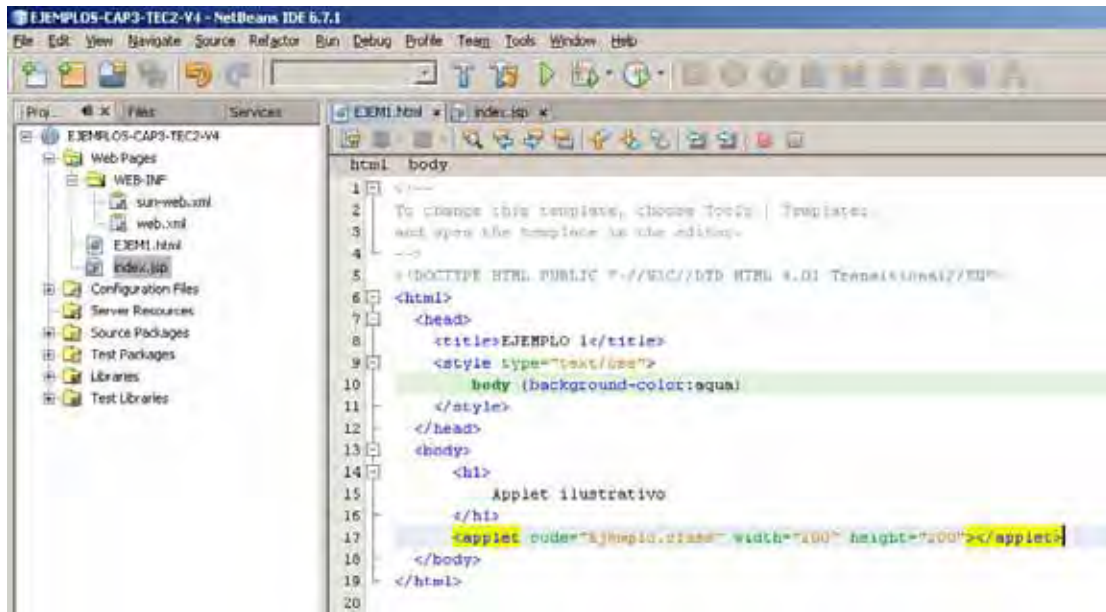 EJEMPLOS-CAP3-TEC2-V4 - NetBeans IDE 6.7.1
File Edit View Navigate Source Refactor Run Debug Profile Team Tools Window Help
Proj... Files Services
EJEM1.html index.jsp
EJEMPLOS-CAP3-TEC2-V4
Web Pages
WEB-INF
sun-web.xml
web.xml
EJEM1.html
index.jsp
Configuration Files
Server Resources
Source Packages
Test Packages
Libraries
Test Libraries
html body
1 <!--
2 To change this template, choose Tools | Templates
3 and open the template in the editor.
4 -->
5 <!DOCTYPE HTML PUBLIC "-//W3C//DTD HTML 4.01 Transitional//EN">
6 <html>
7 <head>
8 <title>EJEMPLO 1</title>
9 <style type="text/css">
10 body {background-color:aqua}
11 </style>
12 </head>
13 <body>
14 <h1>
15 Applet ilustrativo
16 </h1>
17 <applet code="Ejemplo.class" width="200" height="200"></applet>
18 </body>
19 </html>
20